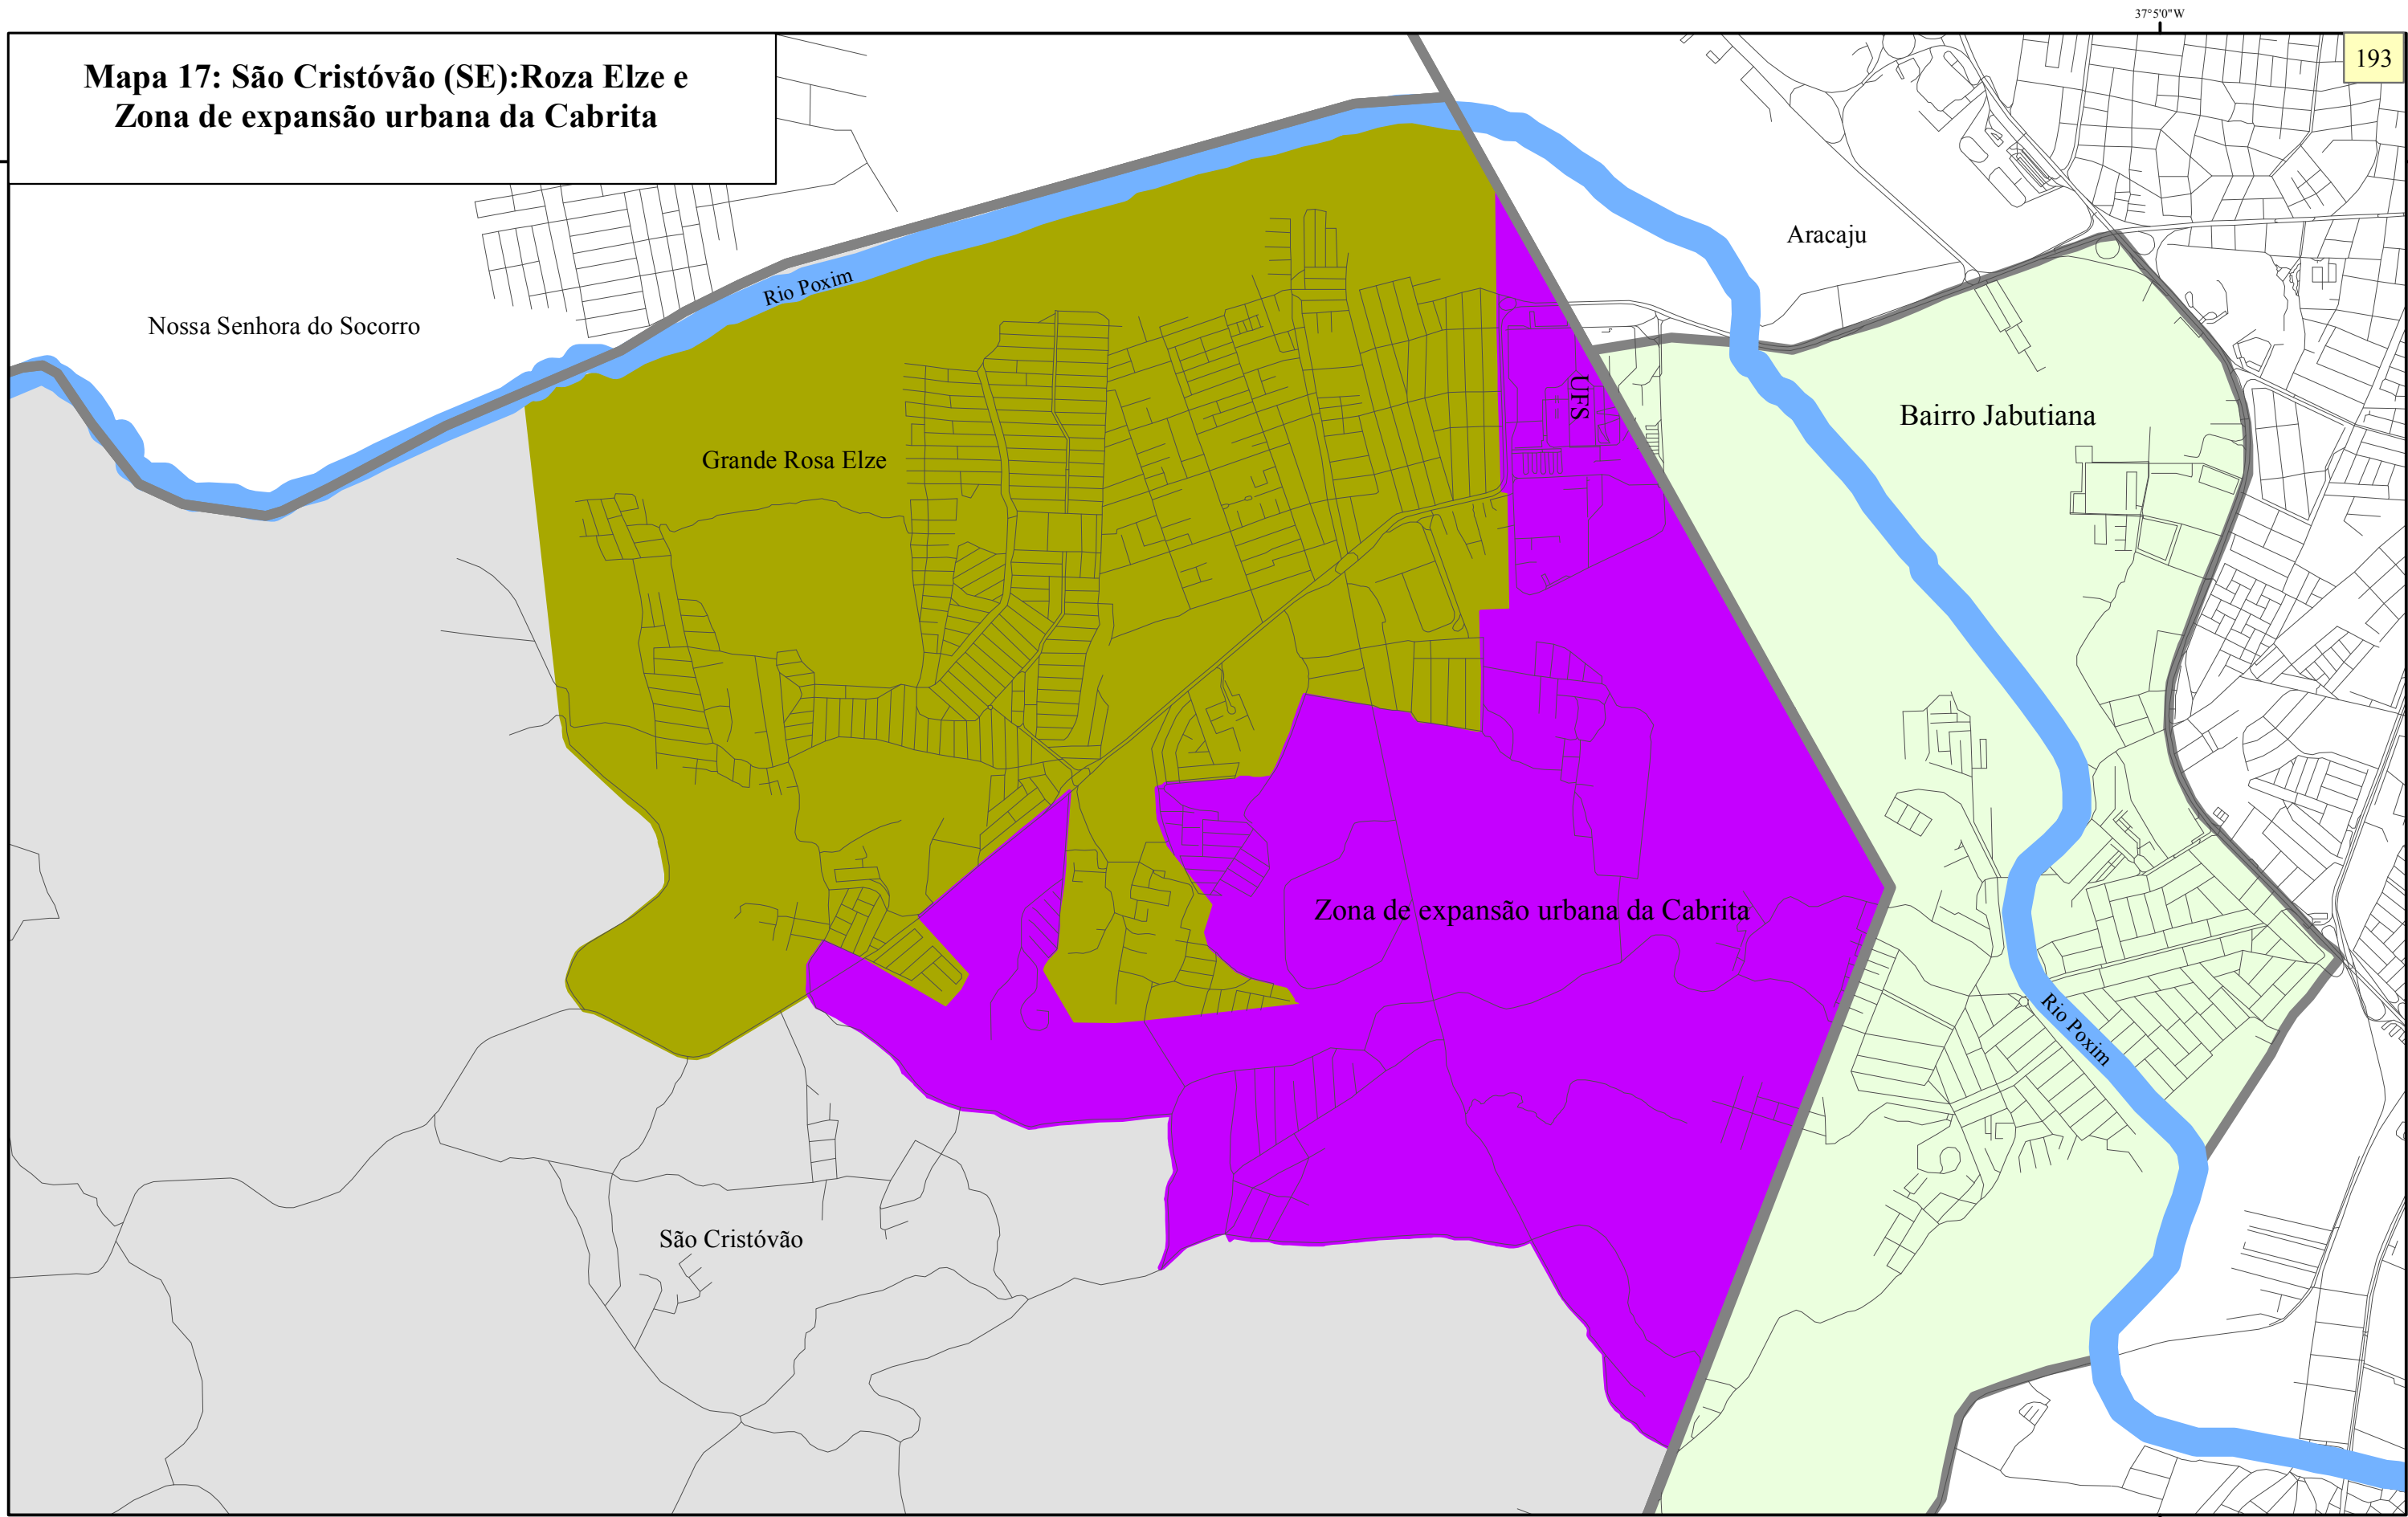 37°5'0"W
193
Mapa 17: São Cristóvão (SE):Roza Elze e
Zona de expansão urbana da Cabrita
Aracaju
Rio Poxim
Nossa Senhora do Socorro
UFS
Bairro Jabutiana
Grande Rosa Elze
Zona de expansão urbana da Cabrita
Rio Poxim
São Cristóvão